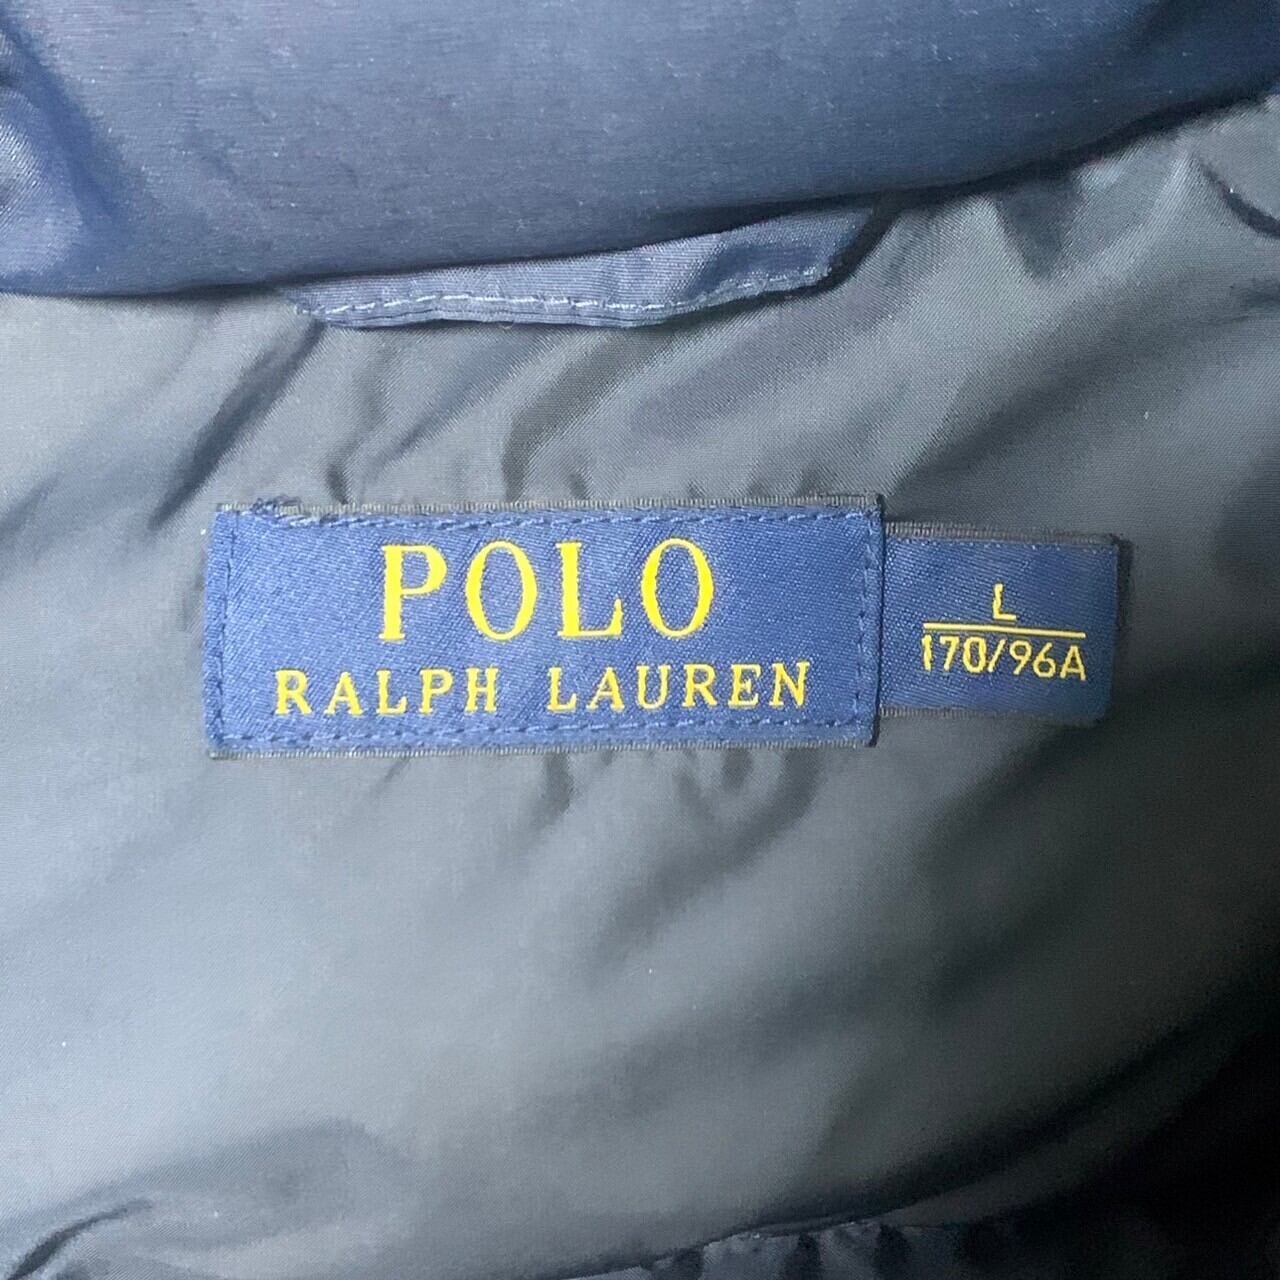 POLO
RALPH LAUREN
L
170/96A